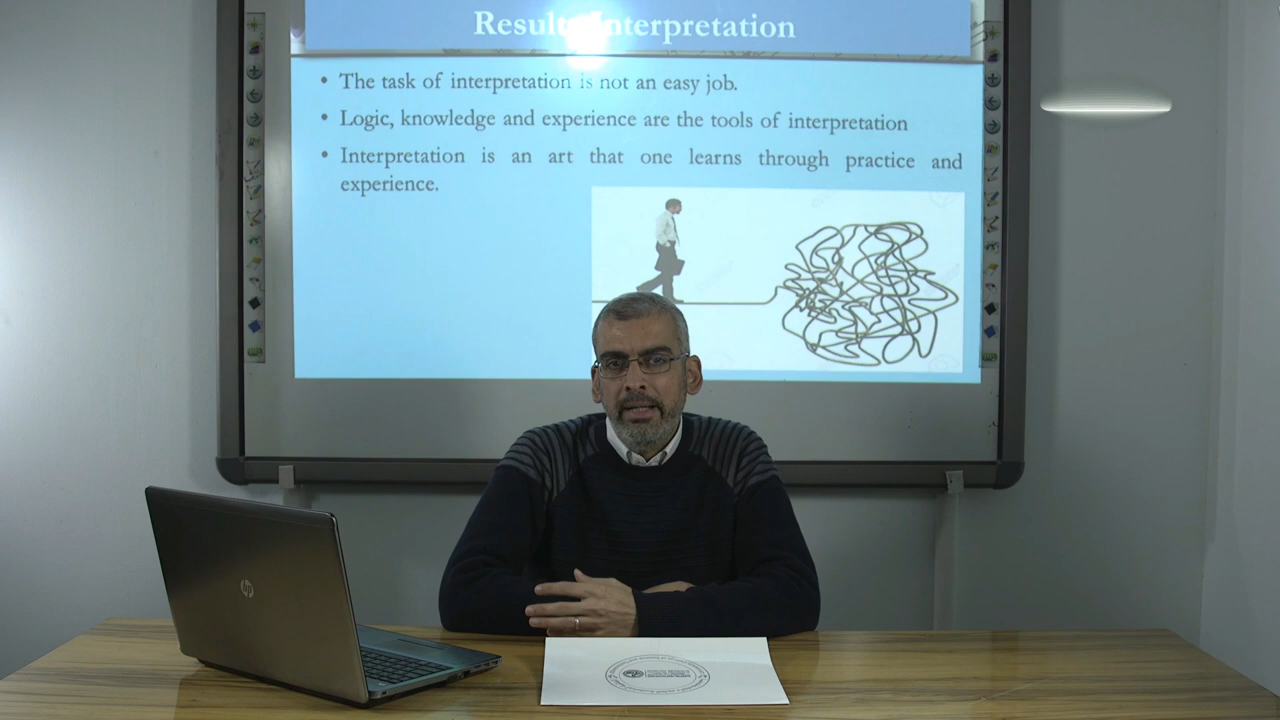 Interpretation
• The task of interpretation is not an easy job.
• Logic, knowledge and experience are the tools of interpretation
• Interpretation is an art that one learns through practice and
experience.
hp